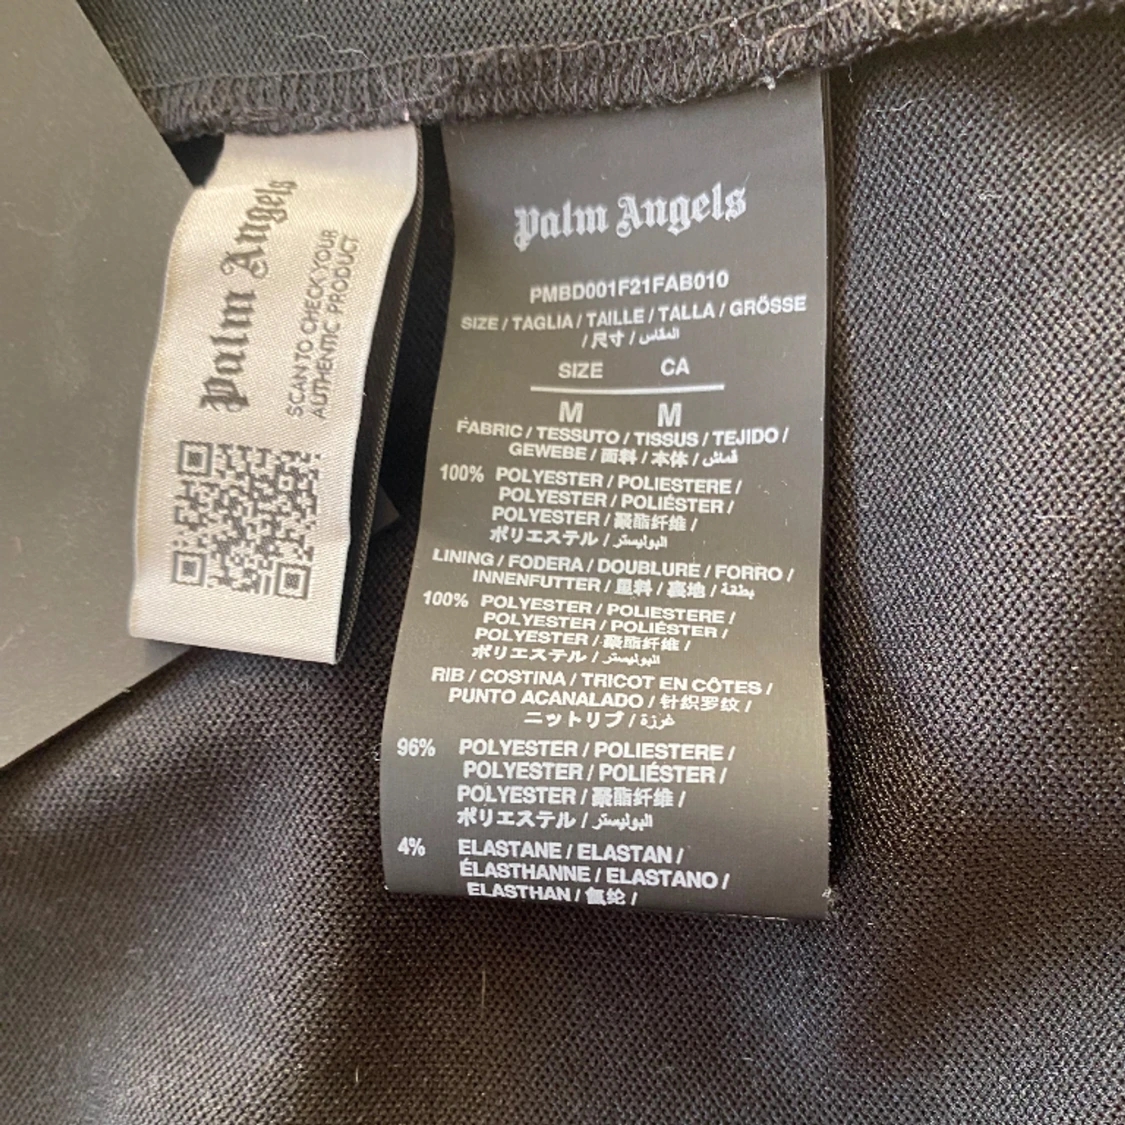 Palm Angels
SCAN TO CHECK YOUR
AUTHENTIC PRODUCT
Palm Angels
PMBD001F21FAB010
SIZE / TAGLIA / TAILLE / TALLA / GRÖSSE
/ 尺寸 / المقاس
SIZE CA
M M
FABRIC / TESSUTO / TISSUS / TEJIDO /
GEWEBE / 面料 / 本体 / قماش
100% POLYESTER / POLIESTERE /
POLYESTER / POLIÉSTER /
POLYESTER / 聚酯纤维 /
ポリエステル / البوليستر
LINING / FODERA / DOUBLURE / FORRO /
INNENFUTTER / 里料 / 裏地 / بطقة
100% POLYESTER / POLIESTERE /
POLYESTER / POLIÉSTER /
POLYESTER / 聚酯纤维 /
ポリエステル / البوليستر
RIB / COSTINA / TRICOT EN CÔTES /
PUNTO ACANALADO / 针织罗纹 /
ニットリブ / غرزة
96% POLYESTER / POLIESTERE /
POLYESTER / POLIÉSTER /
POLYESTER / 聚酯纤维 /
ポリエステル / البوليستر
4% ELASTANE / ELASTAN /
ÉLASTHANNE / ELASTANO /
ELASTHAN / 氨纶 /